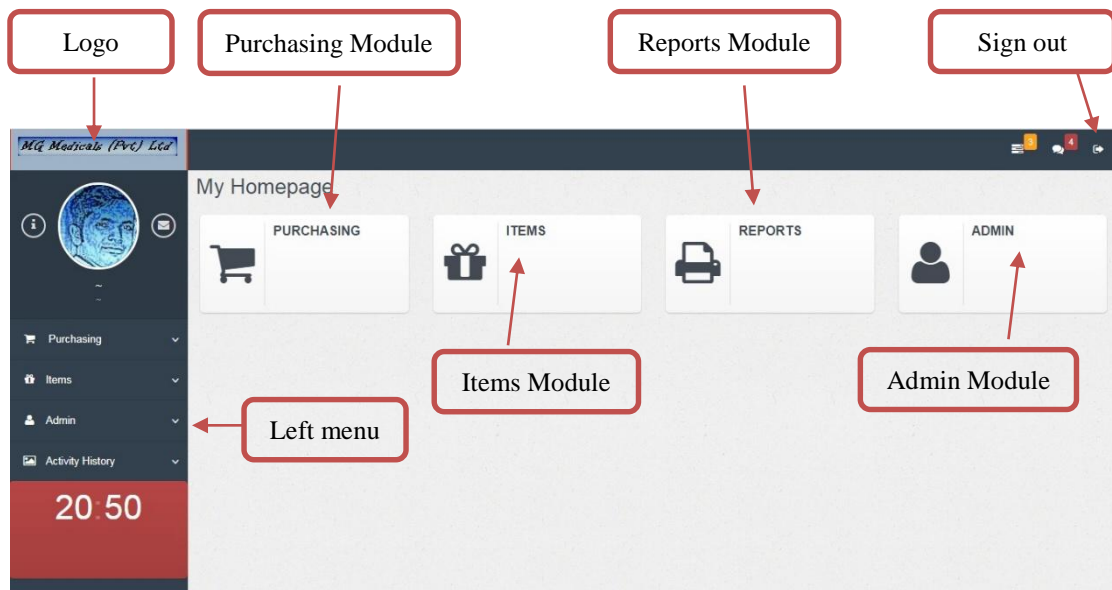 Logo
Purchasing Module
Reports Module
Sign out
MG Medicals (Pvt) Ltd
3
4
My Homepage
i
PURCHASING
ITEMS
REPORTS
ADMIN
~
~
Purchasing
Items
Admin
Activity History
Items Module
Admin Module
Left menu
20:50